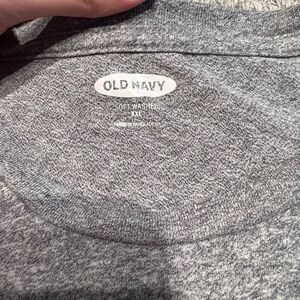 OLD NAVY
SOFT WASHED
XXL